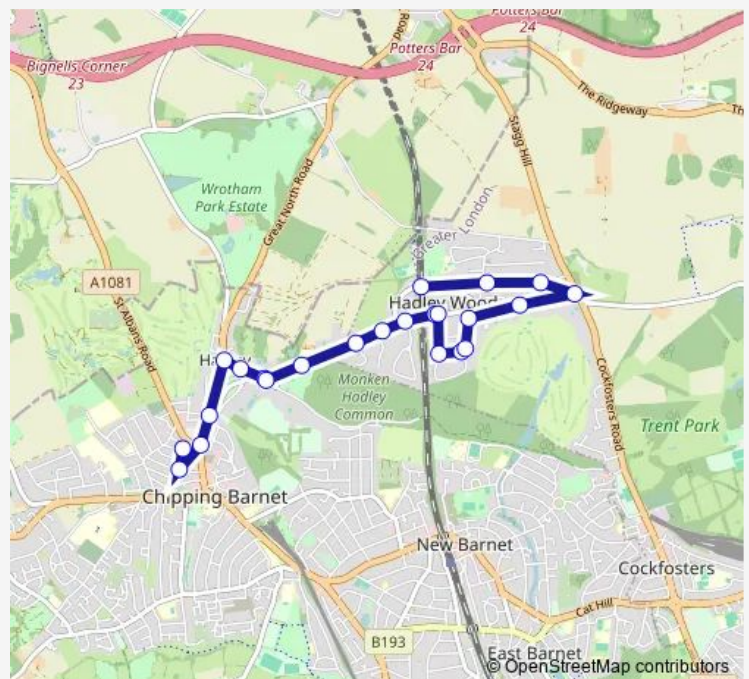 Potters Bar
24
Road
Potters Bar
24
Bignells Corner
23
The Ridgeway
Th
Stagg Hill
Wrotham
Park Estate
Great North Road
Greater London
A1081
St Albans Road
Hadley Wood
Monken
Hadley
Common
Cockfosters Road
Trent Park
Chipping Barnet
New Barnet
Cockfosters
Cat Hill
B193
East Barnet
© OpenStreetMap contributors